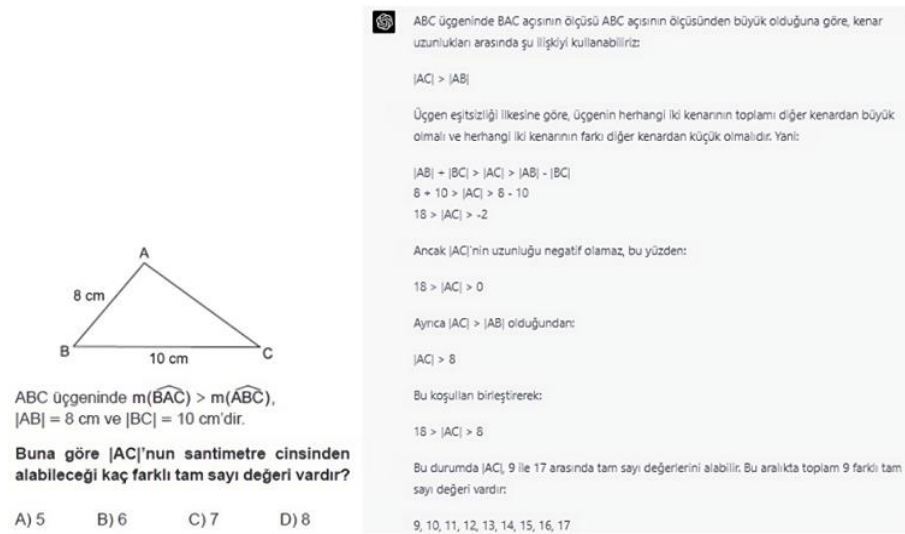 A
8 cm
B
10 cm
C
ABC üçgeninde m(BAC) > m(ABC),
|AB| = 8 cm ve |BC| = 10 cm'dir.
Buna göre |AC|'nun santimetre cinsinden
alabileceği kaç farklı tam sayı değeri vardır?
A) 5 B) 6 C) 7 D) 8
ABC üçgeninde BAC açısının ölçüsü ABC açısının ölçüsünden büyük olduğuna göre, kenar
uzunlukları arasında şu ilişkiyi kullanabiliriz:
|AC| > |AB|
Üçgen eşitsizliği ilkesine göre, üçgenin herhangi iki kenarının toplamı diğer kenardan büyük
olmalı ve herhangi iki kenarının farkı diğer kenardan küçük olmalıdır. Yani:
|AB| + |BC| > |AC| > |AB| - |BC|
8 + 10 > |AC| > 8 - 10
18 > |AC| > -2
Ancak |AC|'nin uzunluğu negatif olamaz, bu yüzden:
18 > |AC| > 0
Ayrıca |AC| > |AB| olduğundan:
|AC| > 8
Bu koşulları birleştirerek:
18 > |AC| > 8
Bu durumda |AC|, 9 ile 17 arasında tam sayı değerlerini alabilir. Bu aralıkta toplam 9 farklı tam
sayı değeri vardır:
9, 10, 11, 12, 13, 14, 15, 16, 17